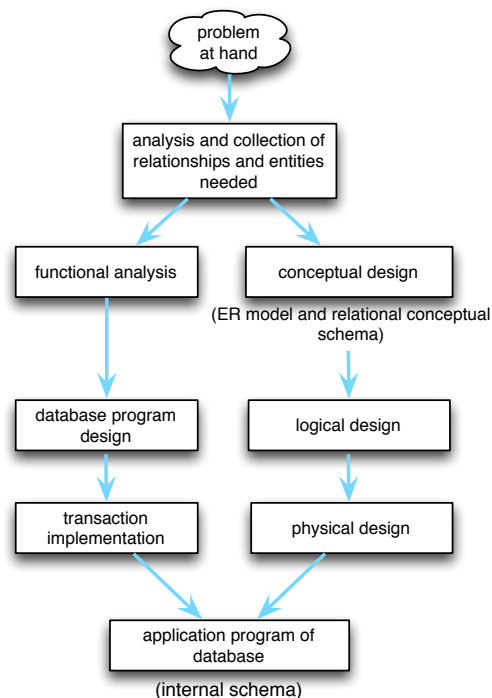 problem
at hand
analysis and collection of
relationships and entities
needed
functional analysis
conceptual design
(ER model and relational conceptual
schema)
database program
design
logical design
transaction
implementation
physical design
application program of
database
(internal schema)